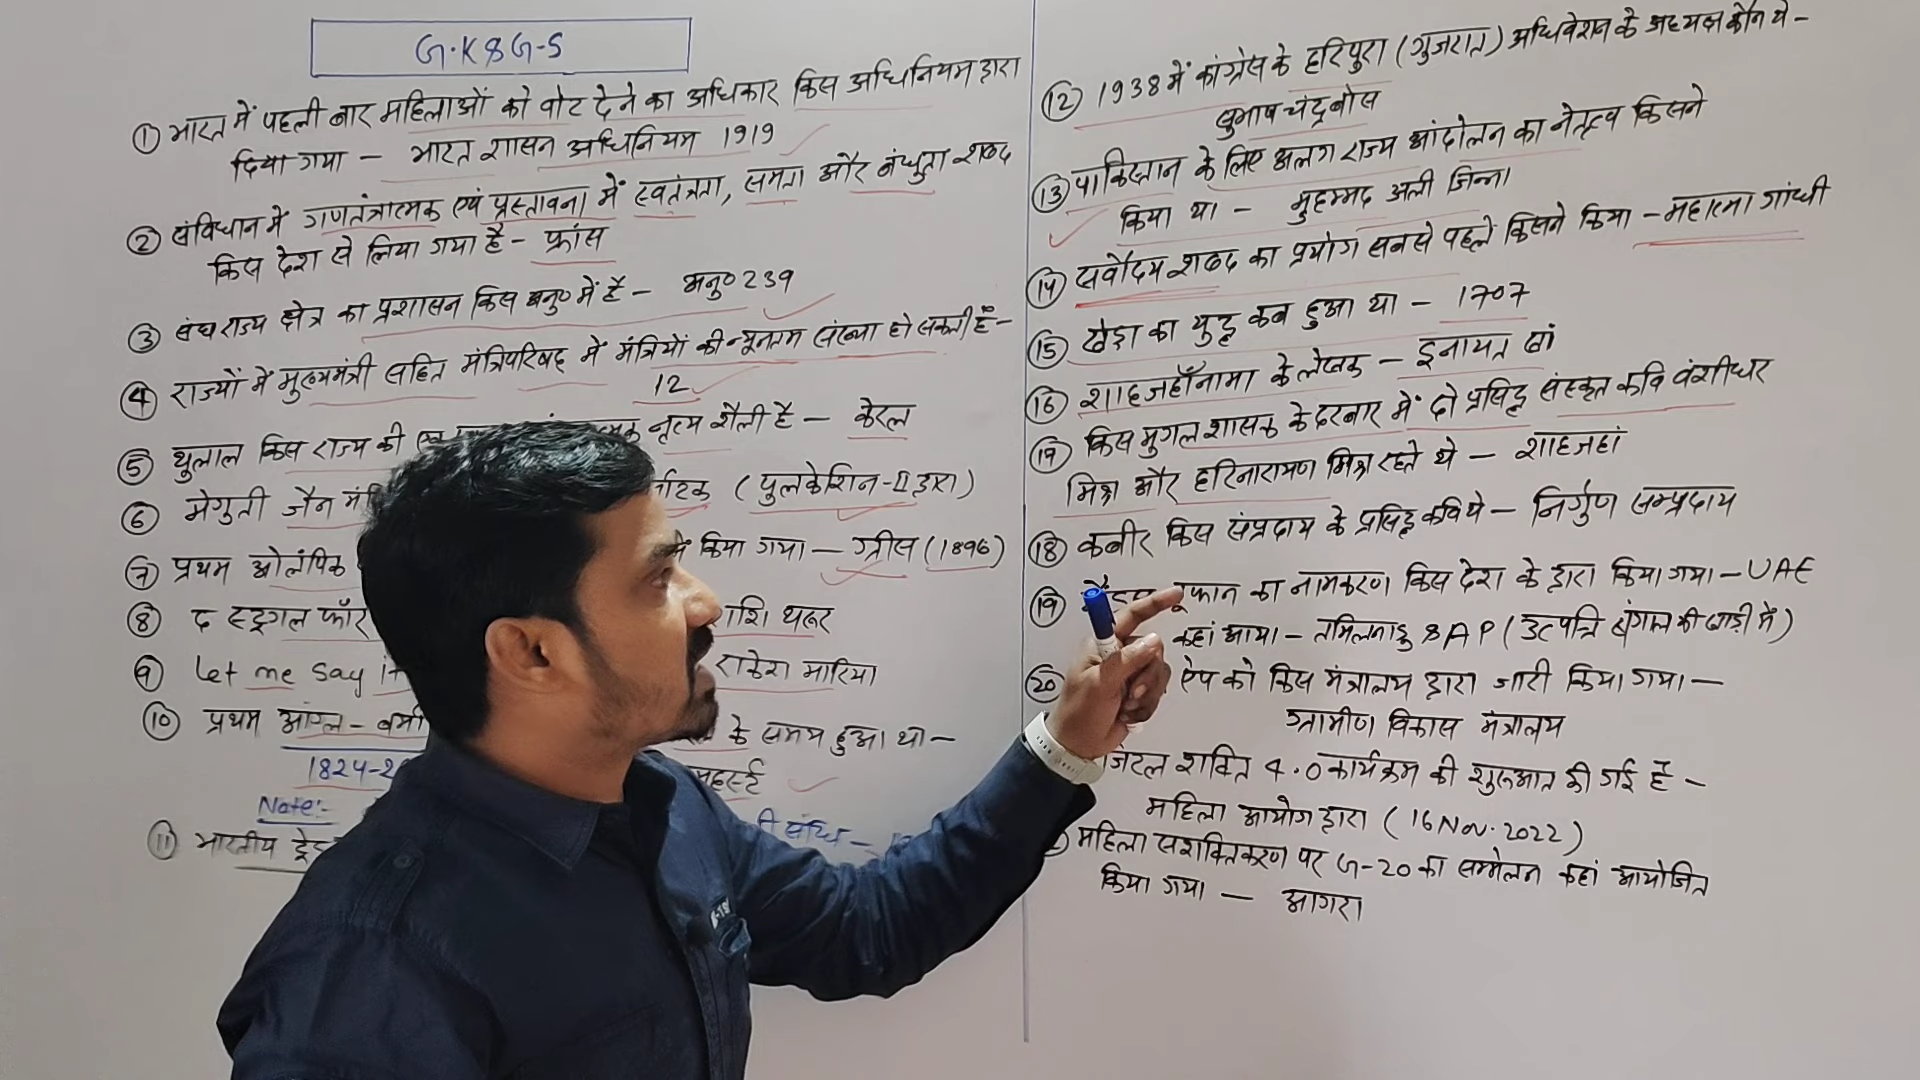 G.K & G-S
① भारत में पहली बार महिलाओं को वोट देने का अधिकार किस अधिनियम द्वारा
दिया गया – भारत शासन अधिनियम 1919
② संविधान में गणतंत्रात्मक एवं प्रस्तावना में स्वतंत्रता, समता और बंधुता शब्द
किस देश से लिया गया है – फ्रांस
③ संघ राज्य क्षेत्र का प्रशासन किस अनु० में है – अनु० 239
④ राज्यों में मुख्यमंत्री सहित मंत्रिपरिषद में मंत्रियों की न्यूनतम संख्या हो सकती है –
12
⑤ थुलाल किस राज्य की नृत्य शैली है – केरल
⑥ मेगुती जैन (पुलकेशिन-II द्वारा)
⑦ प्रथम ओलंपिक किया गया – ग्रीस (1896)
⑧ द स्ट्रगल फॉर शशि थरूर
⑨ Let me say it राकेश मारिया
⑩ प्रथम आंग्ल – बर्मा के समय हुआ था –
1824-2
Note:- संधि –
⑪ भारतीय
⑫ 1938 में कांग्रेस के हरिपुरा (गुजरात) अधिवेशन के अध्यक्ष कौन थे –
सुभाष चंद्र बोस
⑬ पाकिस्तान के लिए अलग राज्य आंदोलन का नेतृत्व किसने
किया था – मुहम्मद अली जिन्ना
⑭ सर्वोदय शब्द का प्रयोग सबसे पहले किसने किया – महात्मा गांधी
⑮ खेड़ा का युद्ध कब हुआ था – 1707
⑯ शाहजहाँनामा के लेखक – इनायत खां
⑰ किस मुगल शासक के दरबार में दो प्रसिद्ध संस्कृत कवि वंशीधर
मिश्रा और हरिनारायण मिश्रा रहते थे – शाहजहां
⑱ कबीर किस संप्रदाय के प्रसिद्ध कवि थे – निर्गुण सम्प्रदाय
⑲ तूफान का नामकरण किस देश के द्वारा किया गया – UAE
कहां आया – तमिलनाडु & AP (उत्पत्ति बंगाल की खाड़ी में)
⑳ ऐप को किस मंत्रालय द्वारा जारी किया गया –
ग्रामीण विकास मंत्रालय
जिटल शक्ति 4.0 कार्यक्रम की शुरूआत की गई है –
महिला आयोग द्वारा (16 Nov. 2022)
महिला सशक्तिकरण पर G-20 का सम्मेलन कहां आयोजित
किया गया – आगरा